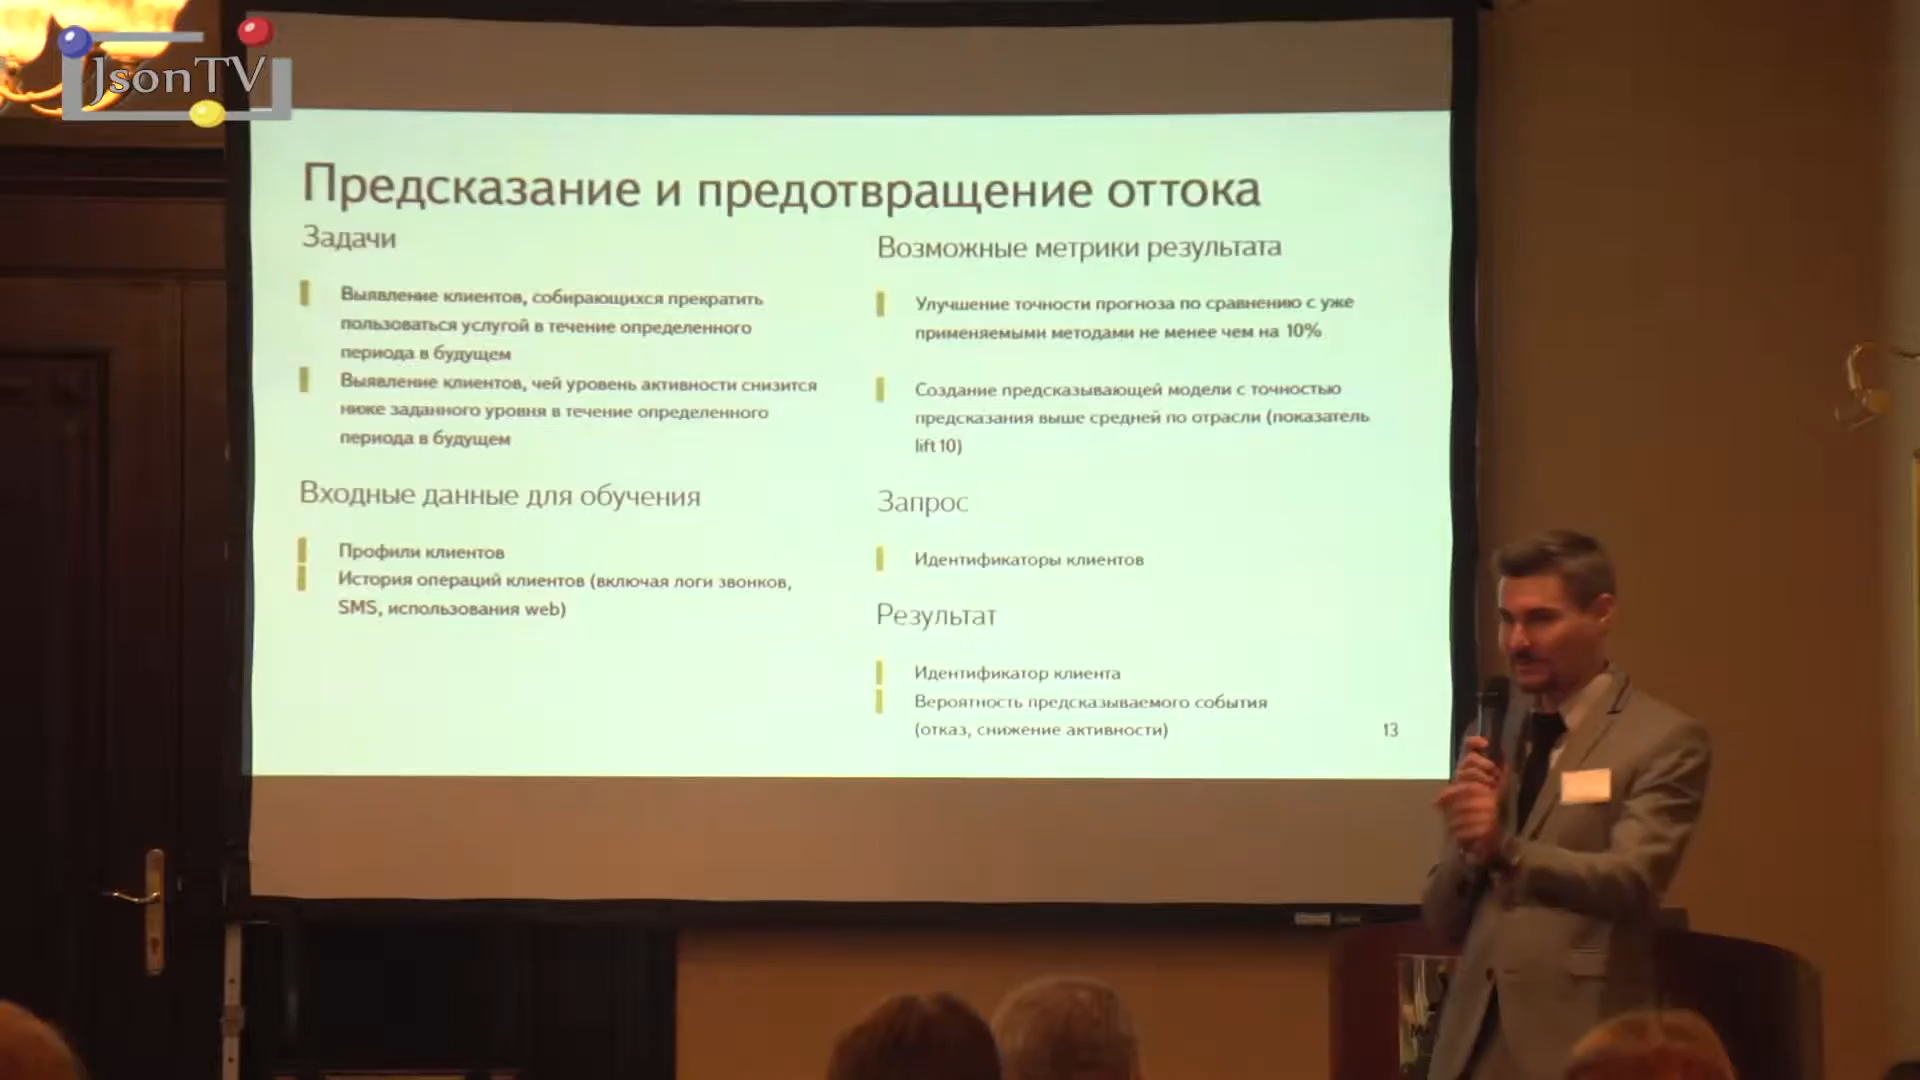 JsonTV
Предсказание и предотвращение оттока
Задачи
Выявление клиентов, собирающихся прекратить
пользоваться услугой в течение определенного
периода в будущем
Выявление клиентов, чей уровень активности снизится
ниже заданного уровня в течение определенного
периода в будущем
Входные данные для обучения
Профили клиентов
История операций клиентов (включая логи звонков,
SMS, использования web)
Возможные метрики результата
Улучшение точности прогноза по сравнению с уже
применяемыми методами не менее чем на 10%
Создание предсказывающей модели с точностью
предсказания выше средней по отрасли (показатель
lift 10)
Запрос
Идентификаторы клиентов
Результат
Идентификатор клиента
Вероятность предсказываемого события
(отказ, снижение активности)
13